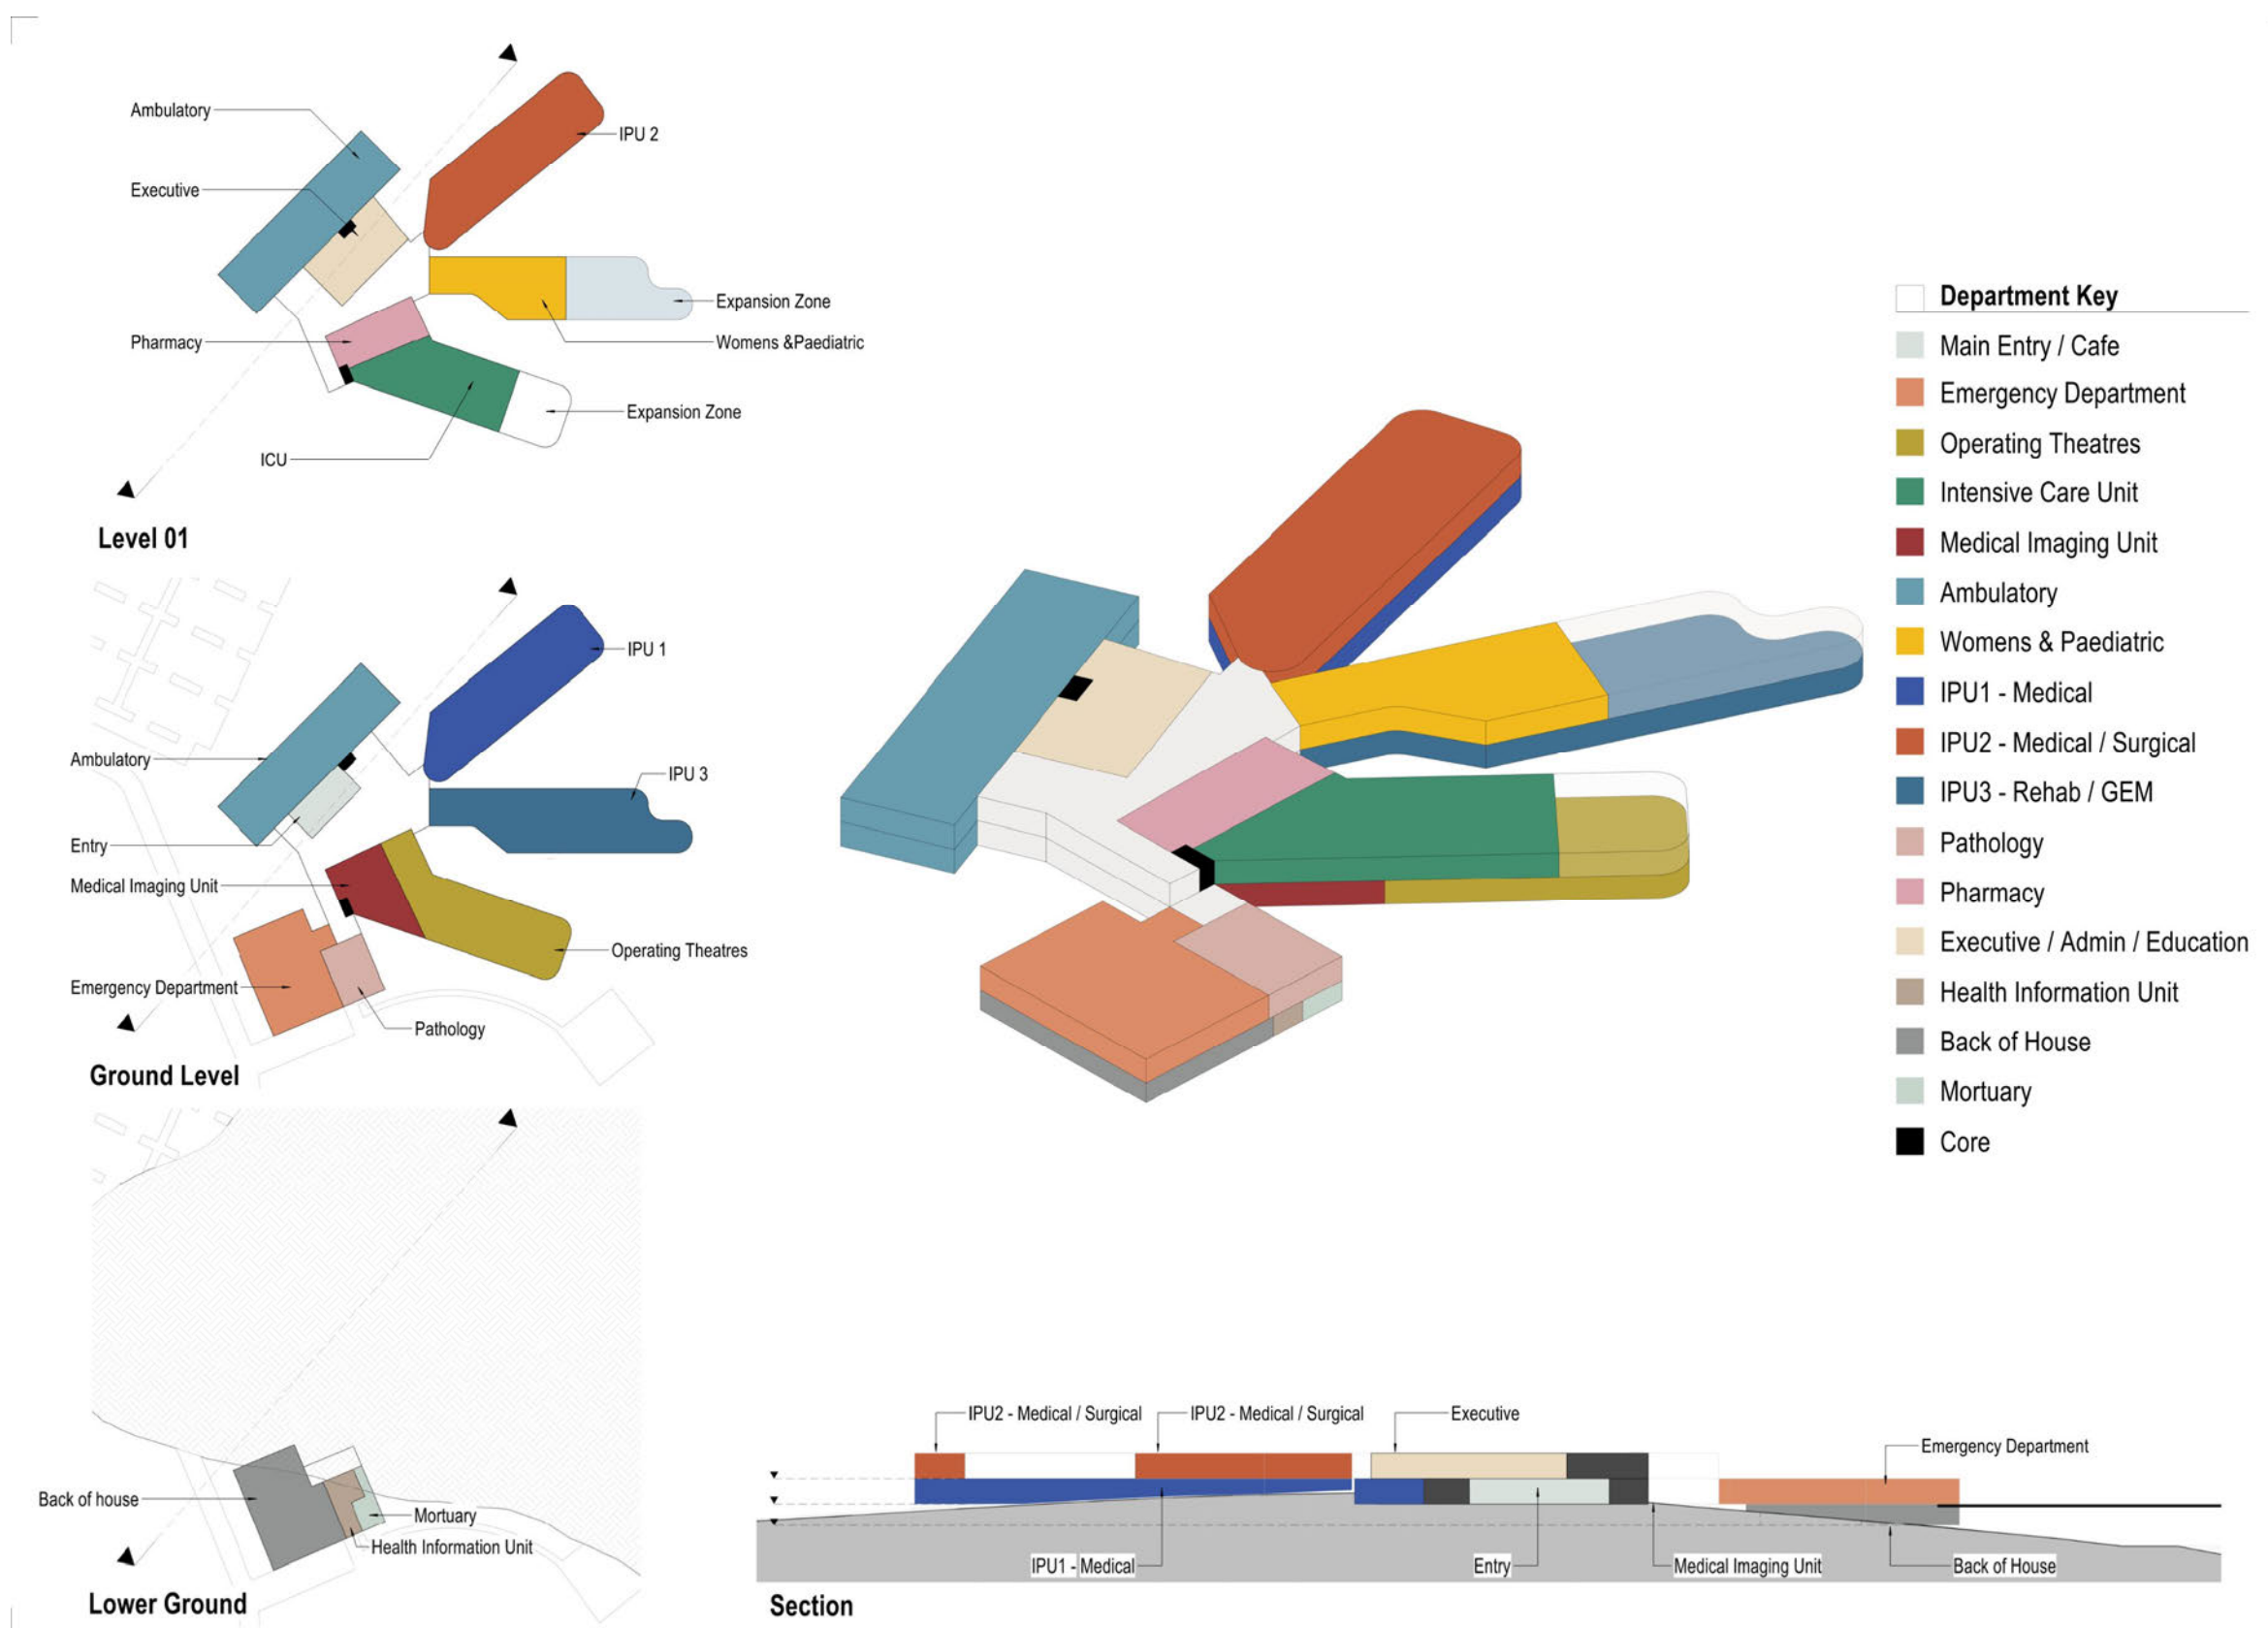 Ambulatory
IPU 2
Executive
Expansion Zone
Pharmacy
Womens &Paediatric
Expansion Zone
ICU
Level 01
IPU 1
Ambulatory
IPU 3
Entry
Medical Imaging Unit
Operating Theatres
Emergency Department
Pathology
Ground Level
Back of house
Mortuary
Health Information Unit
Lower Ground
Department Key
Main Entry / Cafe
Emergency Department
Operating Theatres
Intensive Care Unit
Medical Imaging Unit
Ambulatory
Womens & Paediatric
IPU1 - Medical
IPU2 - Medical / Surgical
IPU3 - Rehab / GEM
Pathology
Pharmacy
Executive / Admin / Education
Health Information Unit
Back of House
Mortuary
Core
IPU2 - Medical / Surgical
IPU2 - Medical / Surgical
Executive
Emergency Department
IPU1 - Medical
Entry
Medical Imaging Unit
Back of House
Section